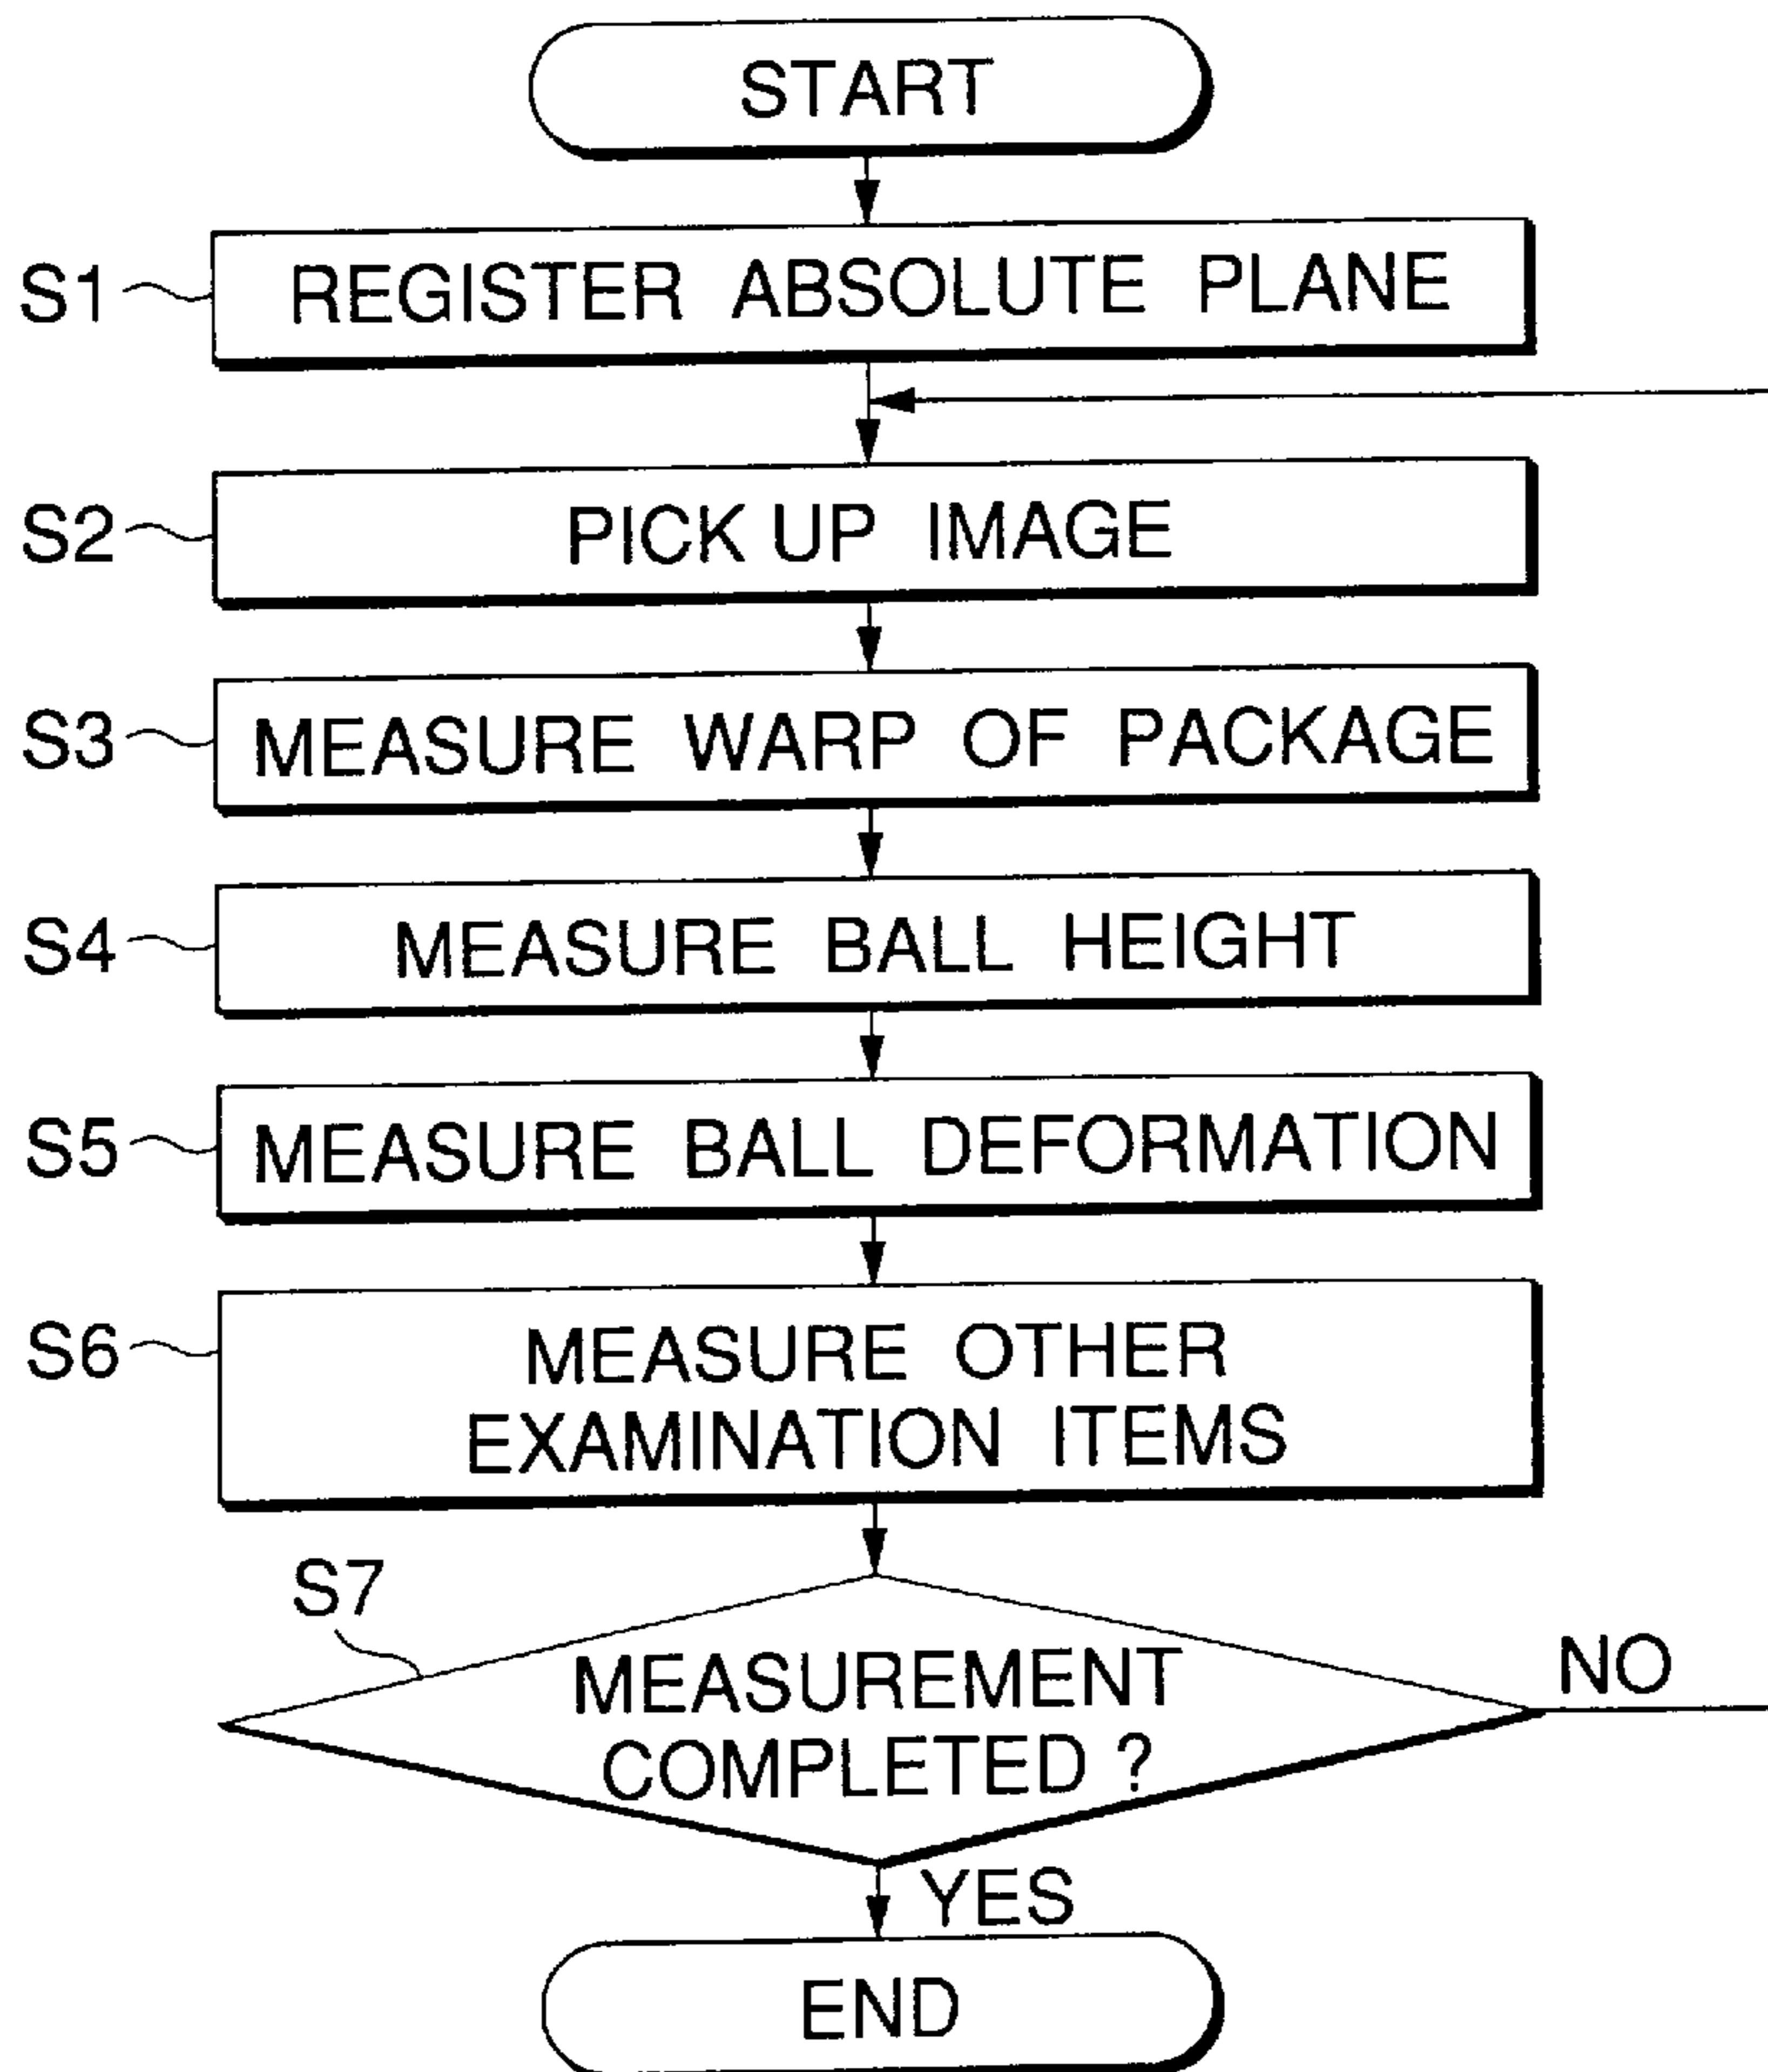 START
S1
REGISTER ABSOLUTE PLANE
S2
PICK UP IMAGE
S3
MEASURE WARP OF PACKAGE
S4
MEASURE BALL HEIGHT
S5
MEASURE BALL DEFORMATION
S6
MEASURE OTHER
EXAMINATION ITEMS
S7
MEASUREMENT
COMPLETED ?
NO
YES
END